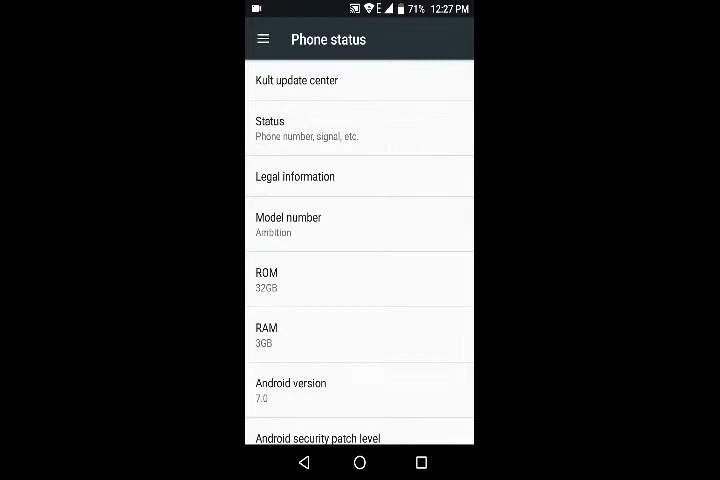 E 71% 12:27 PM
Phone status
Kult update center
Status
Phone number, signal, etc.
Legal information
Model number
Ambition
ROM
32GB
RAM
3GB
Android version
7.0
Android security patch level